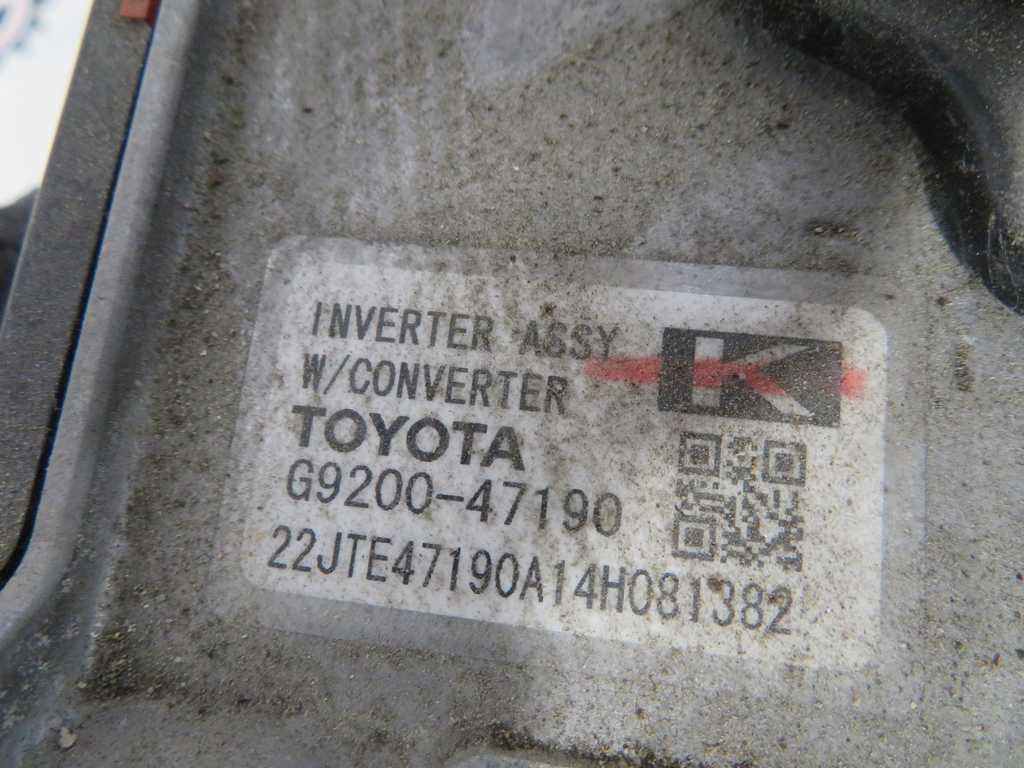 INVERTER ASSY
W/CONVERTER
K
TOYOTA
G9200-47190
22JTE47190A14H081382